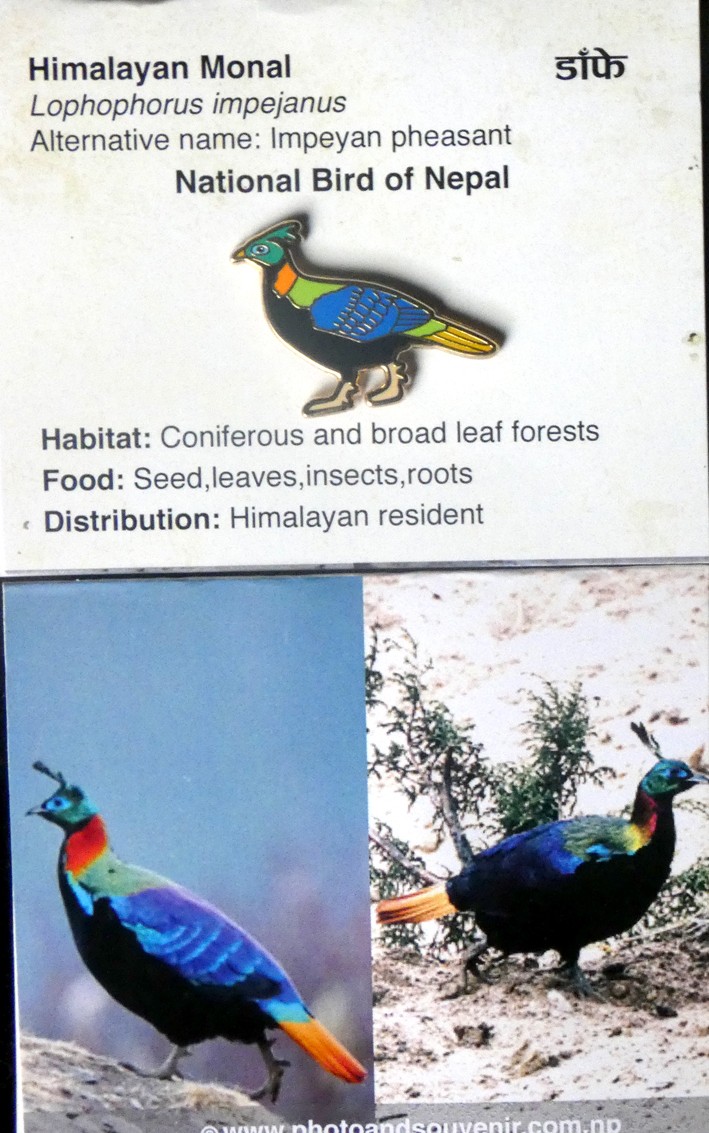 Himalayan Monal
डाँफे
Lophophorus impejanus
Alternative name: Impeyan pheasant
National Bird of Nepal
Habitat: Coniferous and broad leaf forests
Food: Seed,leaves,insects,roots
Distribution: Himalayan resident
© www.photoandsouvenir.com.np